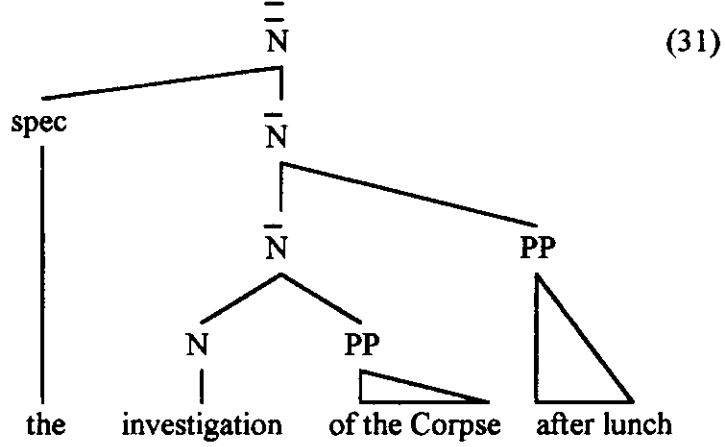 N̿ (31)
spec N̄
N̄ PP
N PP
the investigation of the Corpse after lunch